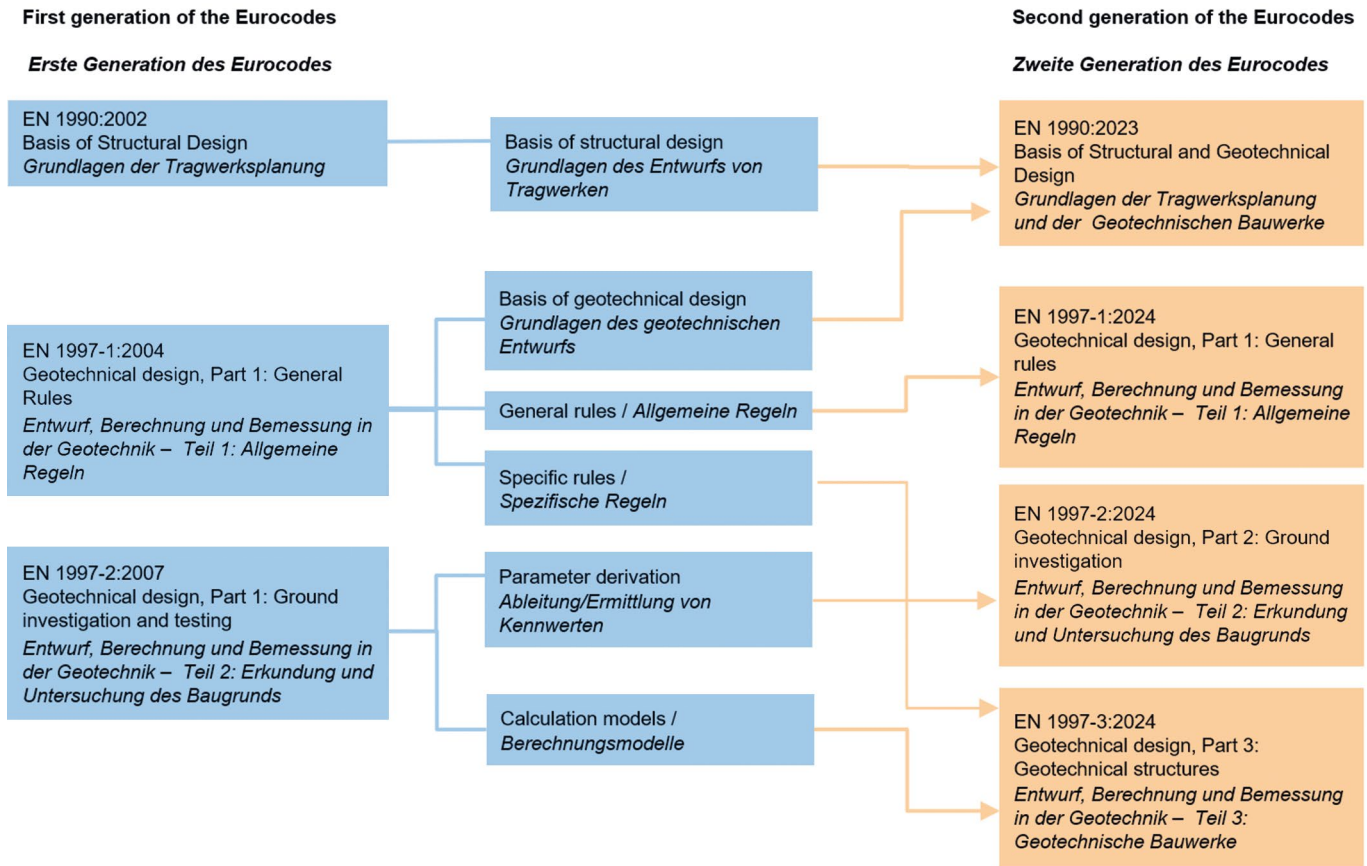 First generation of the Eurocodes
Erste Generation des Eurocodes
EN 1990:2002
Basis of Structural Design
Grundlagen der Tragwerksplanung
EN 1997-1:2004
Geotechnical design, Part 1: General
Rules
Entwurf, Berechnung und Bemessung in
der Geotechnik – Teil 1: Allgemeine
Regeln
EN 1997-2:2007
Geotechnical design, Part 1: Ground
investigation and testing
Entwurf, Berechnung und Bemessung in
der Geotechnik – Teil 2: Erkundung und
Untersuchung des Baugrunds
Basis of structural design
Grundlagen des Entwurfs von
Tragwerken
Basis of geotechnical design
Grundlagen des geotechnischen
Entwurfs
General rules / Allgemeine Regeln
Specific rules /
Spezifische Regeln
Parameter derivation
Ableitung/Ermittlung von
Kennwerten
Calculation models /
Berechnungsmodelle
Second generation of the Eurocodes
Zweite Generation des Eurocodes
EN 1990:2023
Basis of Structural and Geotechnical
Design
Grundlagen der Tragwerksplanung
und der Geotechnischen Bauwerke
EN 1997-1:2024
Geotechnical design, Part 1: General
rules
Entwurf, Berechnung und Bemessung
in der Geotechnik – Teil 1: Allgemeine
Regeln
EN 1997-2:2024
Geotechnical design, Part 2: Ground
investigation
Entwurf, Berechnung und Bemessung
in der Geotechnik – Teil 2: Erkundung
und Untersuchung des Baugrunds
EN 1997-3:2024
Geotechnical design, Part 3:
Geotechnical structures
Entwurf, Berechnung und Bemessung
in der Geotechnik – Teil 3:
Geotechnische Bauwerke